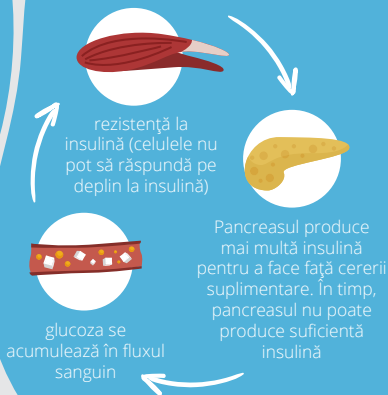 rezistență la
insulină (celulele nu
pot să răspundă pe
deplin la insulină)
Pancreasul produce
mai multă insulină
pentru a face față cererii
suplimentare. În timp,
pancreasul nu poate
produce suficientă
insulină
glucoza se
acumulează în fluxul
sanguin